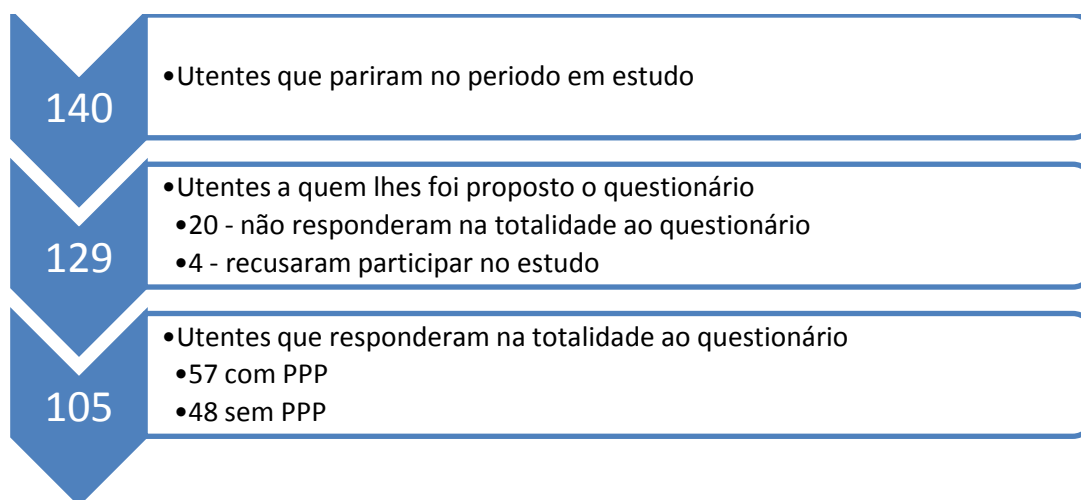 140
•Utentes que pariram no periodo em estudo
129
•Utentes a quem lhes foi proposto o questionário
•20 - não responderam na totalidade ao questionário
•4 - recusaram participar no estudo
105
•Utentes que responderam na totalidade ao questionário
•57 com PPP
•48 sem PPP